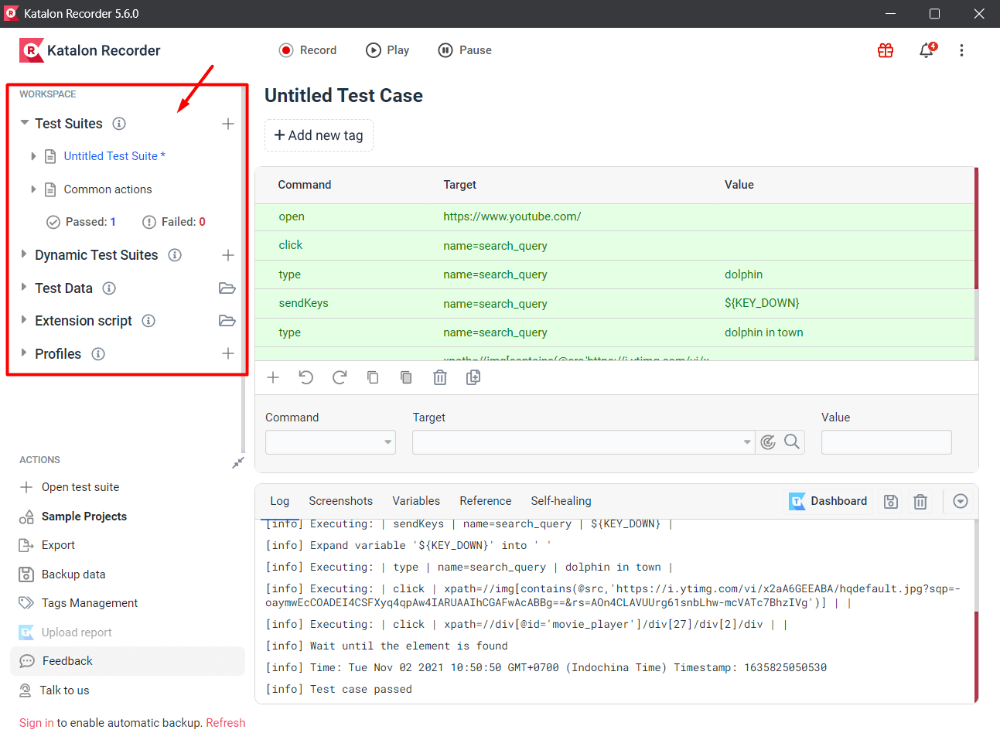 Katalon Recorder 5.6.0
Katalon Recorder
Record
Play
Pause
4
WORKSPACE
Test Suites
Untitled Test Suite *
Common actions
Passed: 1
Failed: 0
Dynamic Test Suites
Test Data
Extension script
Profiles
ACTIONS
Open test suite
Sample Projects
Export
Backup data
Tags Management
Upload report
Feedback
Talk to us
Sign in to enable automatic backup. Refresh
Untitled Test Case
+ Add new tag
Command Target Value
open https://www.youtube.com/
click name=search_query
type name=search_query dolphin
sendKeys name=search_query ${KEY_DOWN}
type name=search_query dolphin in town
xpath=//img[contains(@src,'https://i.ytimg.com/vi/x
Command Target Value
Log Screenshots Variables Reference Self-healing Dashboard
[info] Executing: | sendKeys | name=search_query | ${KEY_DOWN} |
[info] Expand variable '${KEY_DOWN}' into ' '
[info] Executing: | type | name=search_query | dolphin in town |
[info] Executing: | click | xpath=//img[contains(@src,'https://i.ytimg.com/vi/x2aA6GEEABA/hqdefault.jpg?sqp=-
oaymwEcCOADEI4CSFXyq4qpAw4IARUAAIhCGAFwAcABBg==&rs=AOn4CLAVUUrg61snbLhw-mcVATc7BhzIVg')] | |
[info] Executing: | click | xpath=//div[@id='movie_player']/div[27]/div[2]/div | |
[info] Wait until the element is found
[info] Time: Tue Nov 02 2021 10:50:50 GMT+0700 (Indochina Time) Timestamp: 1635825050530
[info] Test case passed